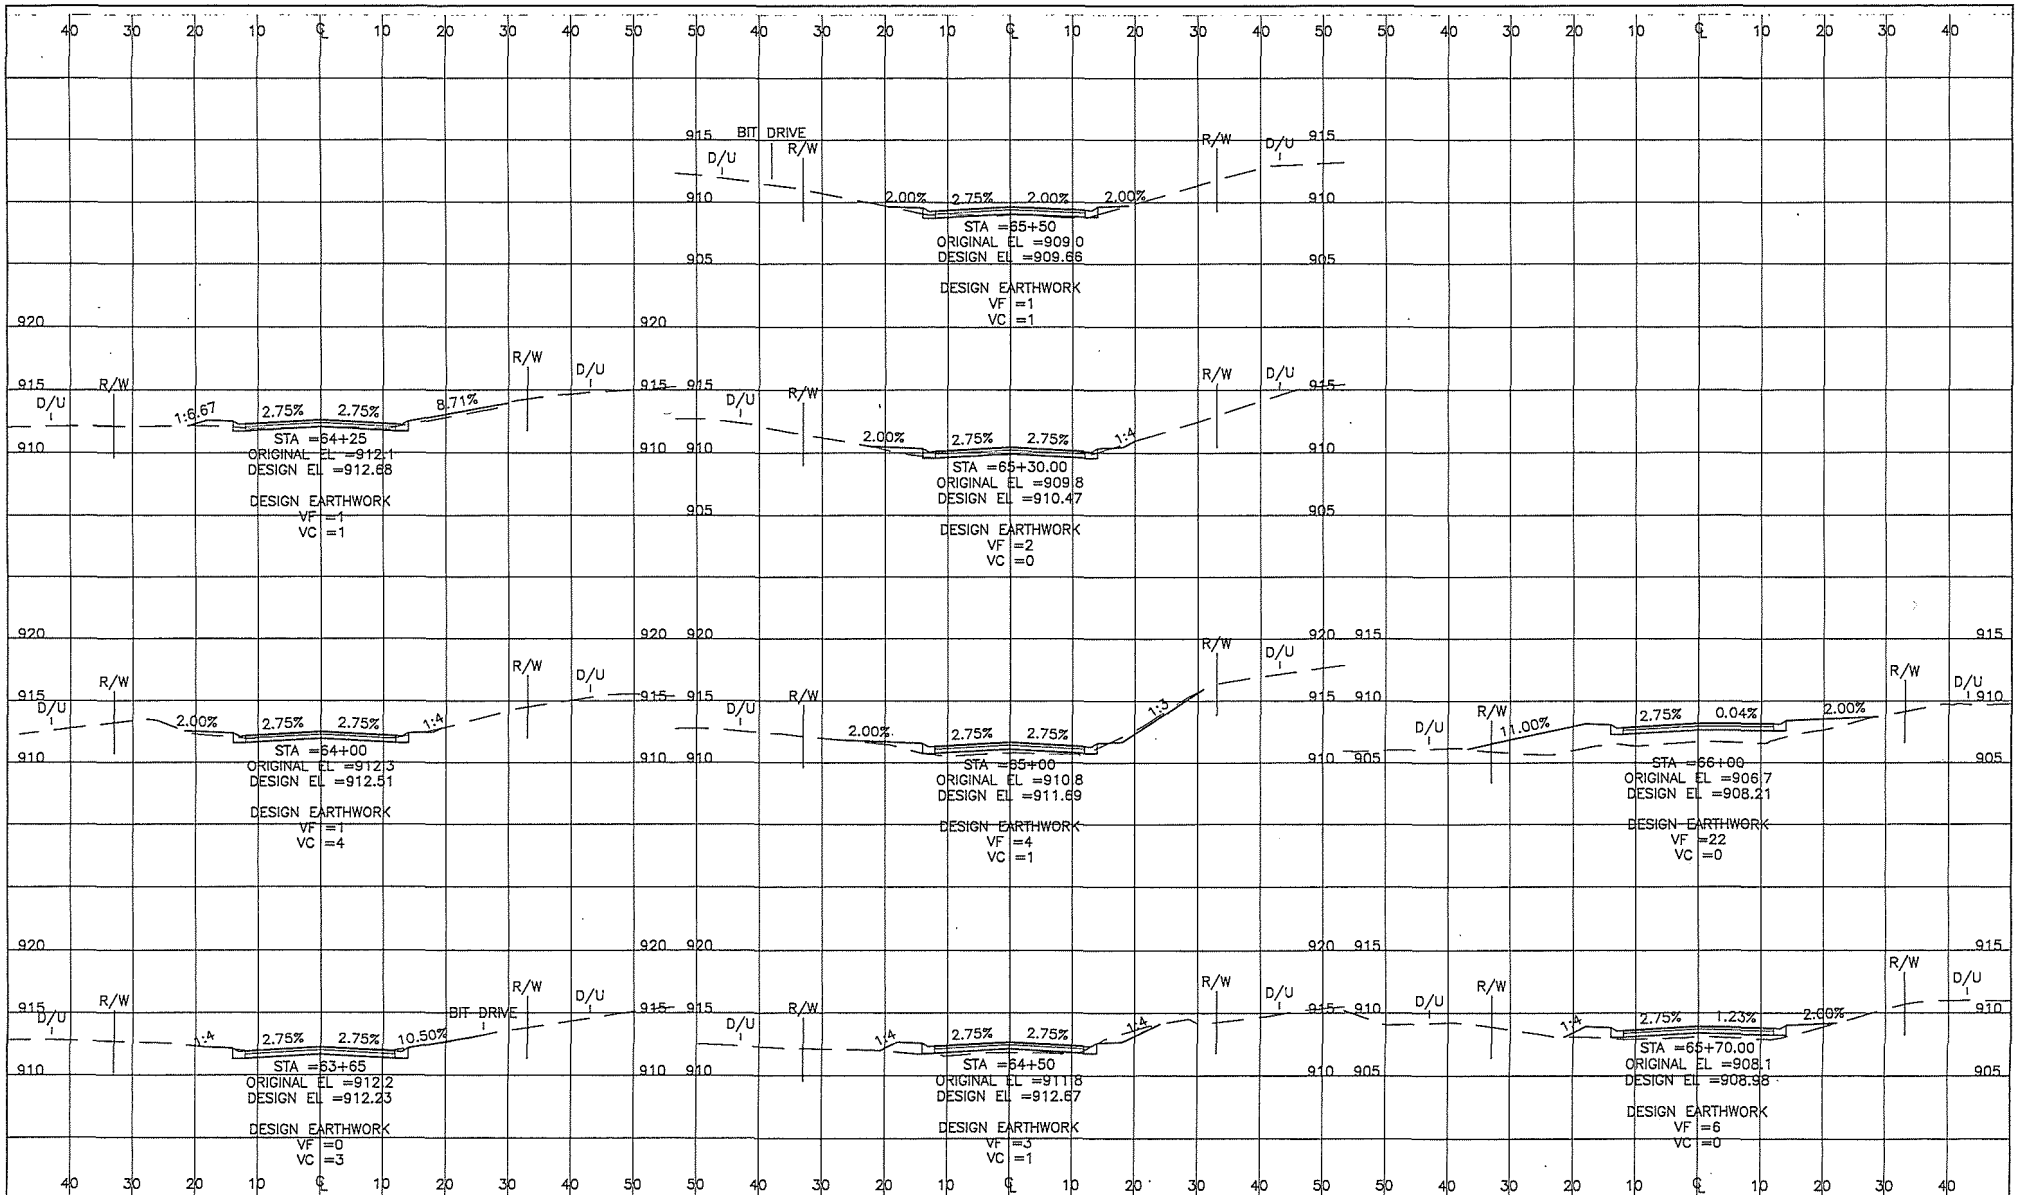 40 30 20 10 ℄ 10 20 30 40 50 50 40 30 20 10 ℄ 10 20 30 40 50 50 40 30 20 10 ℄ 10 20 30 40
915 BIT DRIVE R/W 915
D/U R/W D/U
910 2.00% 2.75% 2.00% 2.00% 910
STA =65+50
ORIGINAL EL =909.0
DESIGN EL =909.66
905 905
DESIGN EARTHWORK
VF =1
VC =1
920 920 920
R/W D/U
915 R/W 915
D/U 1:6.67 2.75% 2.75% 8.71%
910 910
STA =64+25
ORIGINAL EL =912.1
DESIGN EL =912.68
DESIGN EARTHWORK
VF =1
VC =1
R/W D/U
915 R/W 915
D/U
2.00% 2.75% 2.75% 1:4
910 910
STA =65+30.00
ORIGINAL EL =909.8
DESIGN EL =910.47
905 905
DESIGN EARTHWORK
VF =2
VC =0
920 920
R/W R/W D/U
915 915
D/U 2.00% 2.75% 2.75% 1:4
910 910
STA =64+00
ORIGINAL EL =912.3
DESIGN EL =912.51
DESIGN EARTHWORK
VF =1
VC =4
920 920
R/W D/U
915 R/W 915
D/U 1:3
2.00% 2.75% 2.75%
910 910
STA =65+00
ORIGINAL EL =910.8
DESIGN EL =911.69
DESIGN EARTHWORK
VF =4
VC =1
915 915
R/W D/U
910 910
D/U R/W 11.00% 2.75% 0.04% 2.00%
905
STA =66+00
ORIGINAL EL =906.7
DESIGN EL =908.21
905
DESIGN EARTHWORK
VF =22
VC =0
920 920
R/W R/W D/U
915 BIT DRIVE 915
D/U 1:4 2.75% 2.75% 10.50%
910 910
STA =63+65
ORIGINAL EL =912.2
DESIGN EL =912.23
DESIGN EARTHWORK
VF =0
VC =3
920 920
R/W D/U
915 R/W 915
D/U 1:4 2.75% 2.75% 1:4
910 910
STA =64+50
ORIGINAL EL =911.8
DESIGN EL =912.67
DESIGN EARTHWORK
VF =3
VC =1
915 915
R/W D/U
910 D/U R/W 910
1:4 2.75% 1.23% 2.00%
905 905
STA =65+70.00
ORIGINAL EL =908.1
DESIGN EL =908.98
DESIGN EARTHWORK
VF =6
VC =0
40 30 20 10 ℄ 10 20 30 40 50 50 40 30 20 10 ℄ 10 20 30 40 50 50 40 30 20 10 ℄ 10 20 30 40